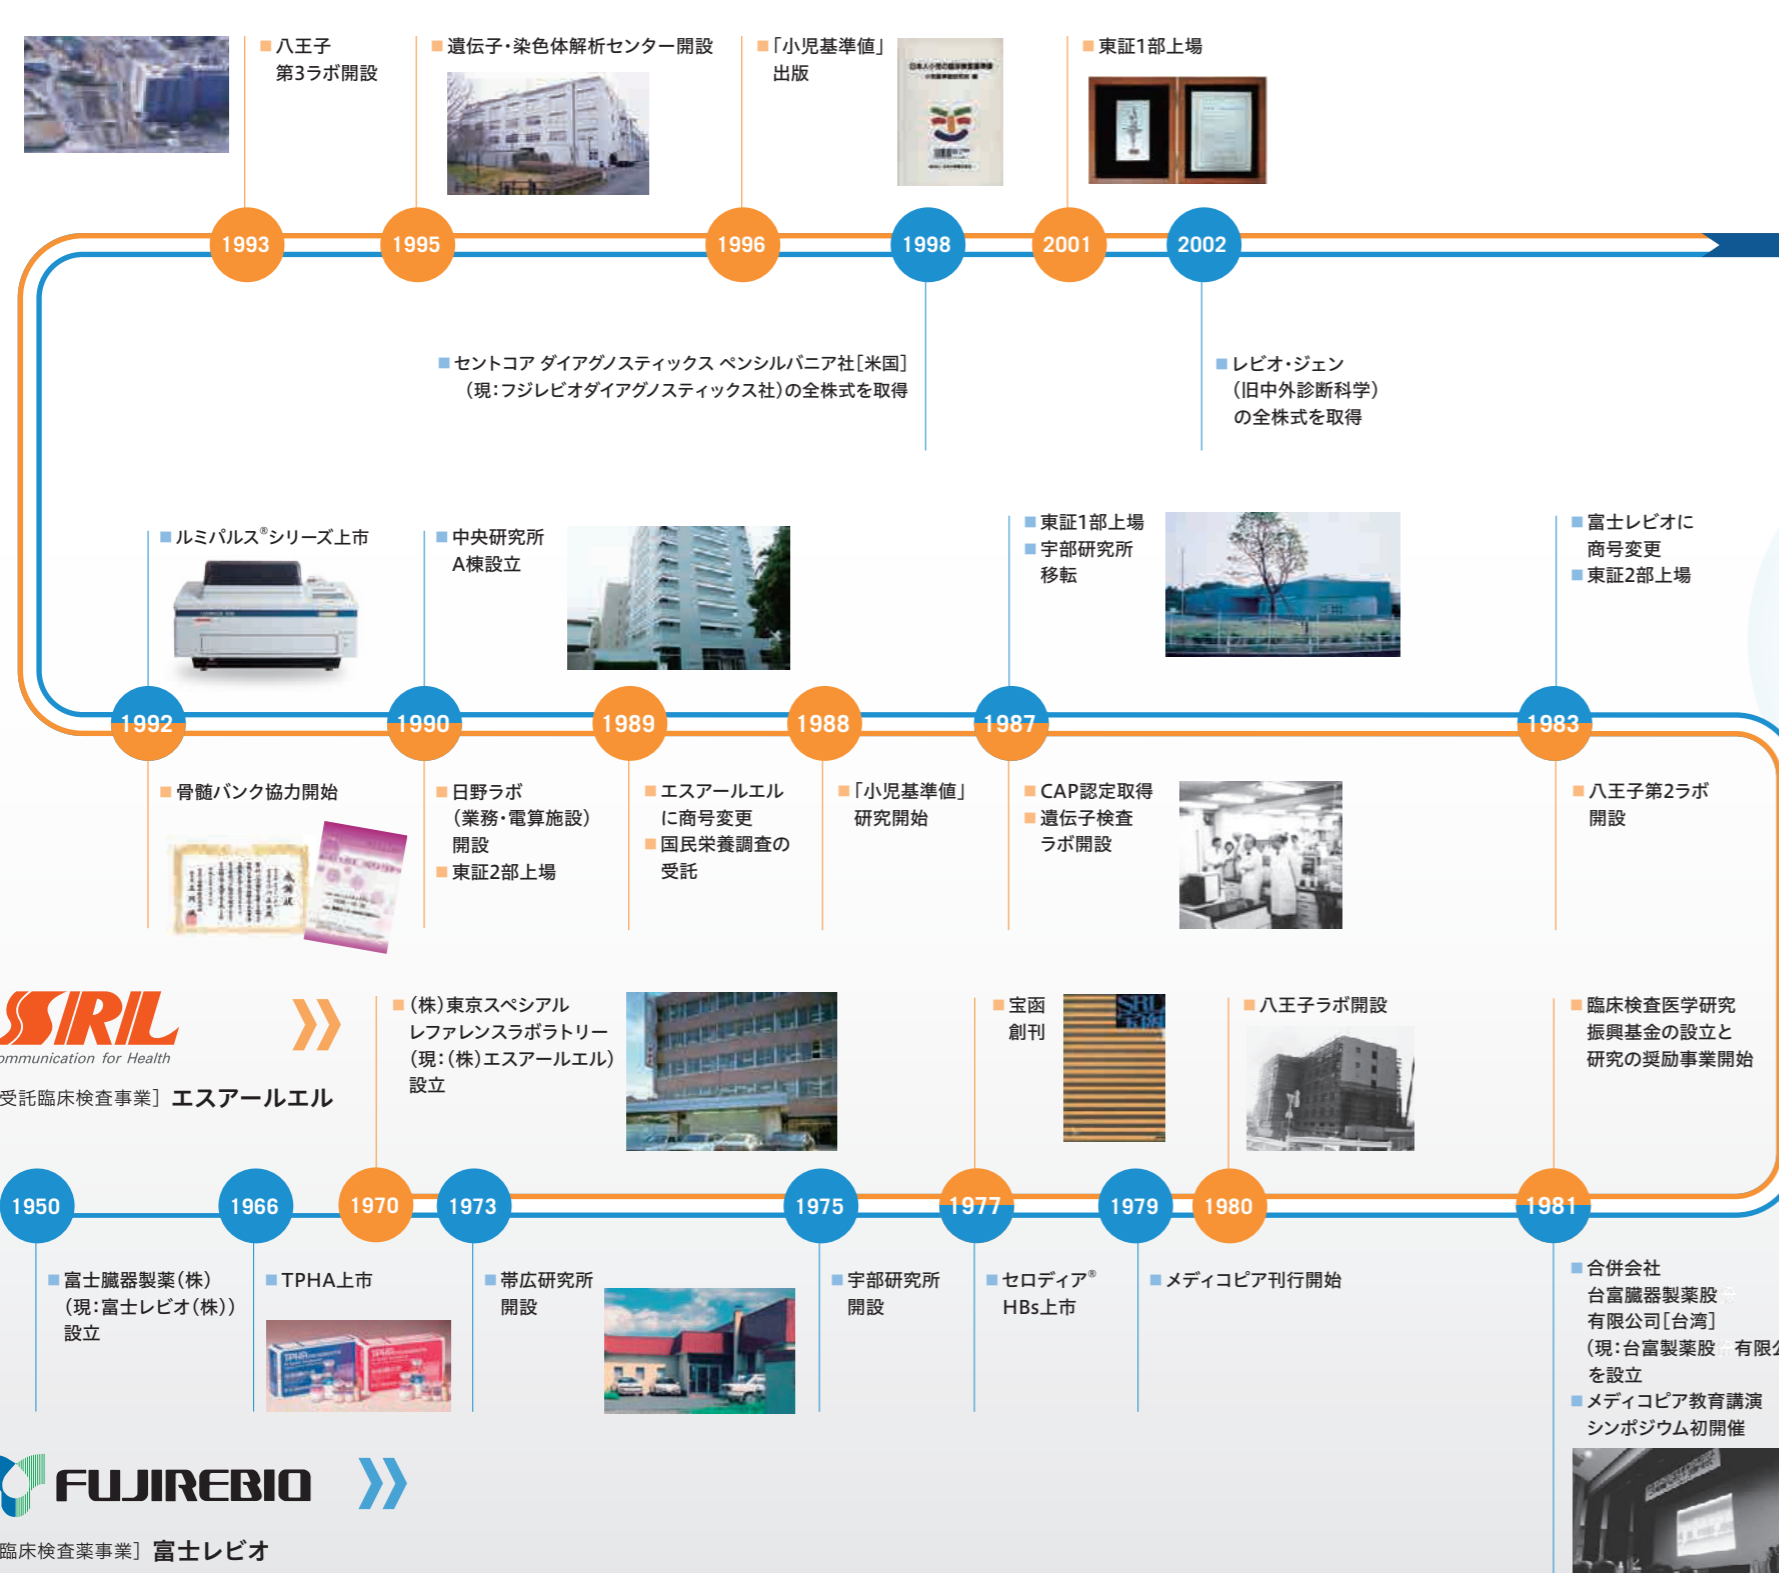 八王子
第3ラボ開設
遺伝子・染色体解析センター開設
「小児基準値」
出版
東証1部上場
1993
1995
1996
1998
2001
2002
セントコア ダイアグノスティックス ペンシルバニア社[米国]
(現:フジレビオダイアグノスティックス社)の全株式を取得
レビオ・ジェン
(旧中外診断科学)
の全株式を取得
ルミパルス®シリーズ上市
中央研究所
A棟設立
東証1部上場
宇部研究所
移転
富士レビオに
商号変更
東証2部上場
1992
1990
1989
1988
1987
1983
骨髄バンク協力開始
日野ラボ
(業務・電算施設)
開設
東証2部上場
エスアールエル
に商号変更
国民栄養調査の
受託
「小児基準値」
研究開始
CAP認定取得
遺伝子検査
ラボ開設
八王子第2ラボ
開設
SRL
ommunication for Health
受託臨床検査事業] エスアールエル
(株)東京スペシャル
レファレンスラボラトリー
(現:(株)エスアールエル)
設立
宝函
創刊
SRL
宝函
八王子ラボ開設
臨床検査医学研究
振興基金の設立と
研究の奨励事業開始
1950
1966
1970
1973
1975
1977
1979
1980
1981
富士臓器製薬(株)
(現:富士レビオ(株))
設立
TPHA上市
TPHA
TPHA
帯広研究所
開設
宇部研究所
開設
セロディア®
HBs上市
メディコピア刊行開始
合併会社
台富臓器製薬股
有限公司[台湾]
(現:台富製薬股 有限公
を設立
メディコピア教育講演
シンポジウム初開催
FUJIREBIO
臨床検査薬事業] 富士レビオ